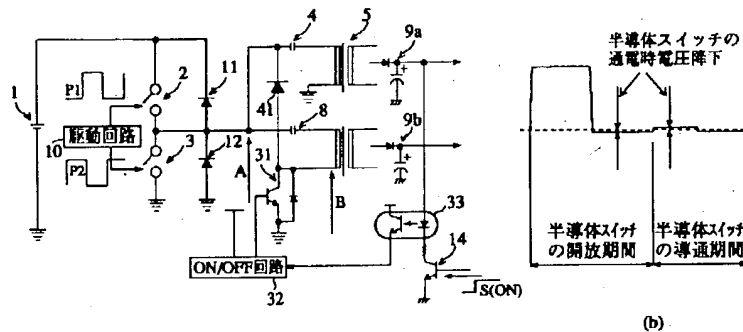 4
5
9a
P1
2
11
半導体スイッチの
通電時電圧降下
1
41
8
駆動回路
10
12
9b
P2
3
A
31
B
33
半導体スイッチ
の開放期間
半導体スイッチ
の導通期間
14
ON/OFF回路
S(ON)
32
(b)